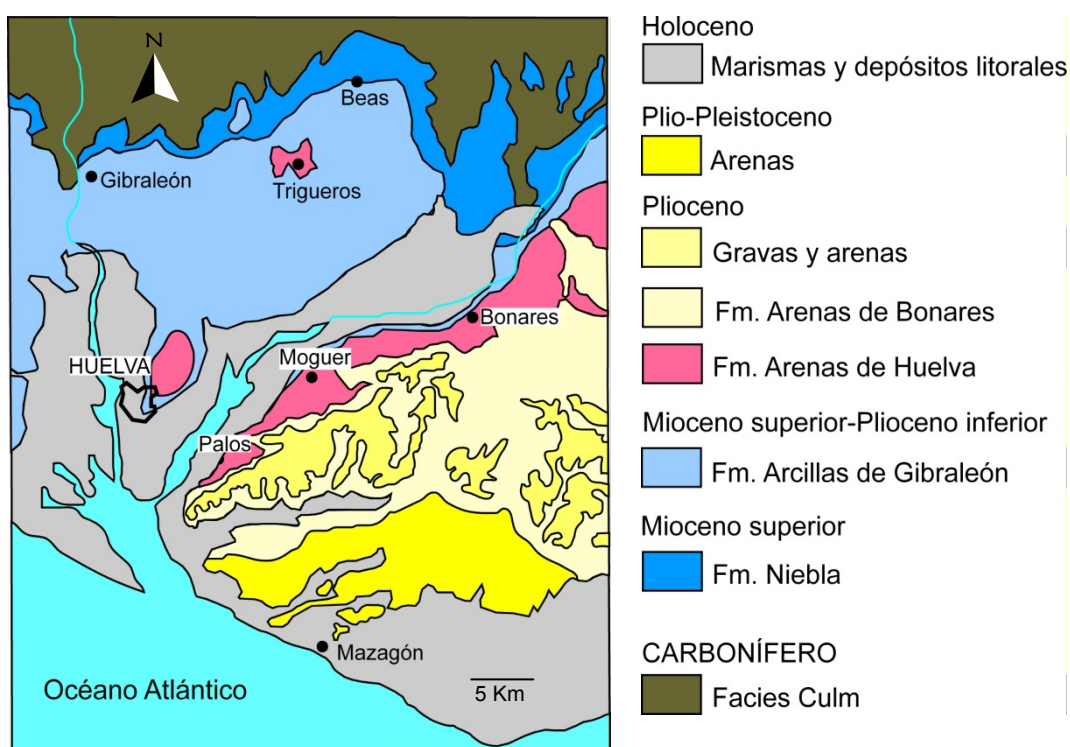 N
Beas
Gibraleón
Trigueros
Bonares
HUELVA
Moguer
Palos
Mazagón
5 Km
Océano Atlántico
Holoceno
Marismas y depósitos litorales
Plio-Pleistoceno
Arenas
Plioceno
Gravas y arenas
Fm. Arenas de Bonares
Fm. Arenas de Huelva
Mioceno superior-Plioceno inferior
Fm. Arcillas de Gibraleón
Mioceno superior
Fm. Niebla
CARBONÍFERO
Facies Culm